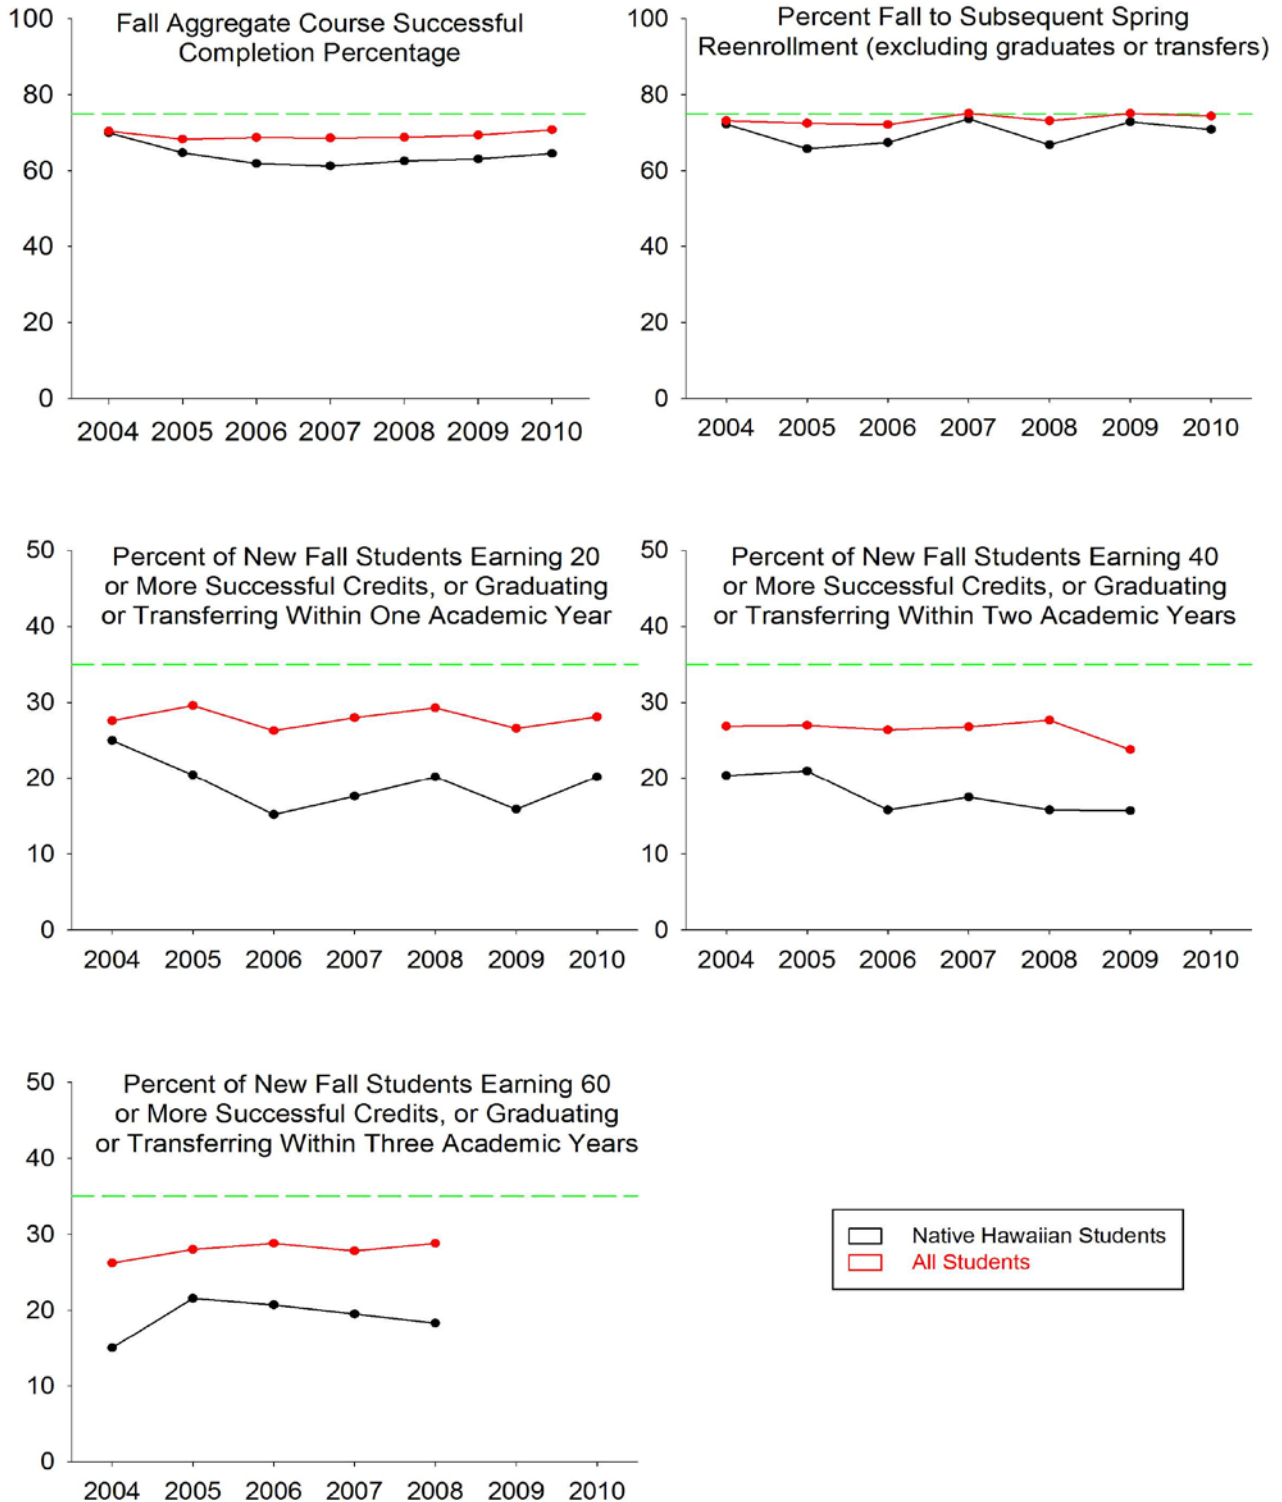 Fall Aggregate Course Successful
Completion Percentage
100
80
60
40
20
0
2004 2005 2006 2007 2008 2009 2010
Percent Fall to Subsequent Spring
Reenrollment (excluding graduates or transfers)
100
80
60
40
20
0
2004 2005 2006 2007 2008 2009 2010
Percent of New Fall Students Earning 20
or More Successful Credits, or Graduating
or Transferring Within One Academic Year
50
40
30
20
10
0
2004 2005 2006 2007 2008 2009 2010
Percent of New Fall Students Earning 40
or More Successful Credits, or Graduating
or Transferring Within Two Academic Years
50
40
30
20
10
0
2004 2005 2006 2007 2008 2009 2010
Percent of New Fall Students Earning 60
or More Successful Credits, or Graduating
or Transferring Within Three Academic Years
50
40
30
20
10
0
2004 2005 2006 2007 2008 2009 2010
Native Hawaiian Students
All Students